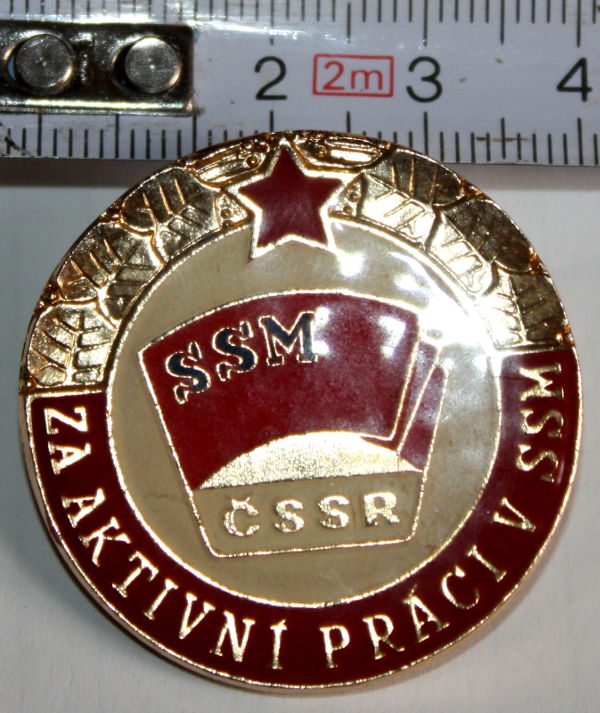 2 2m 3 4
SSM
ČSSR
ZA AKTIVNÍ PRÁCI V SSM